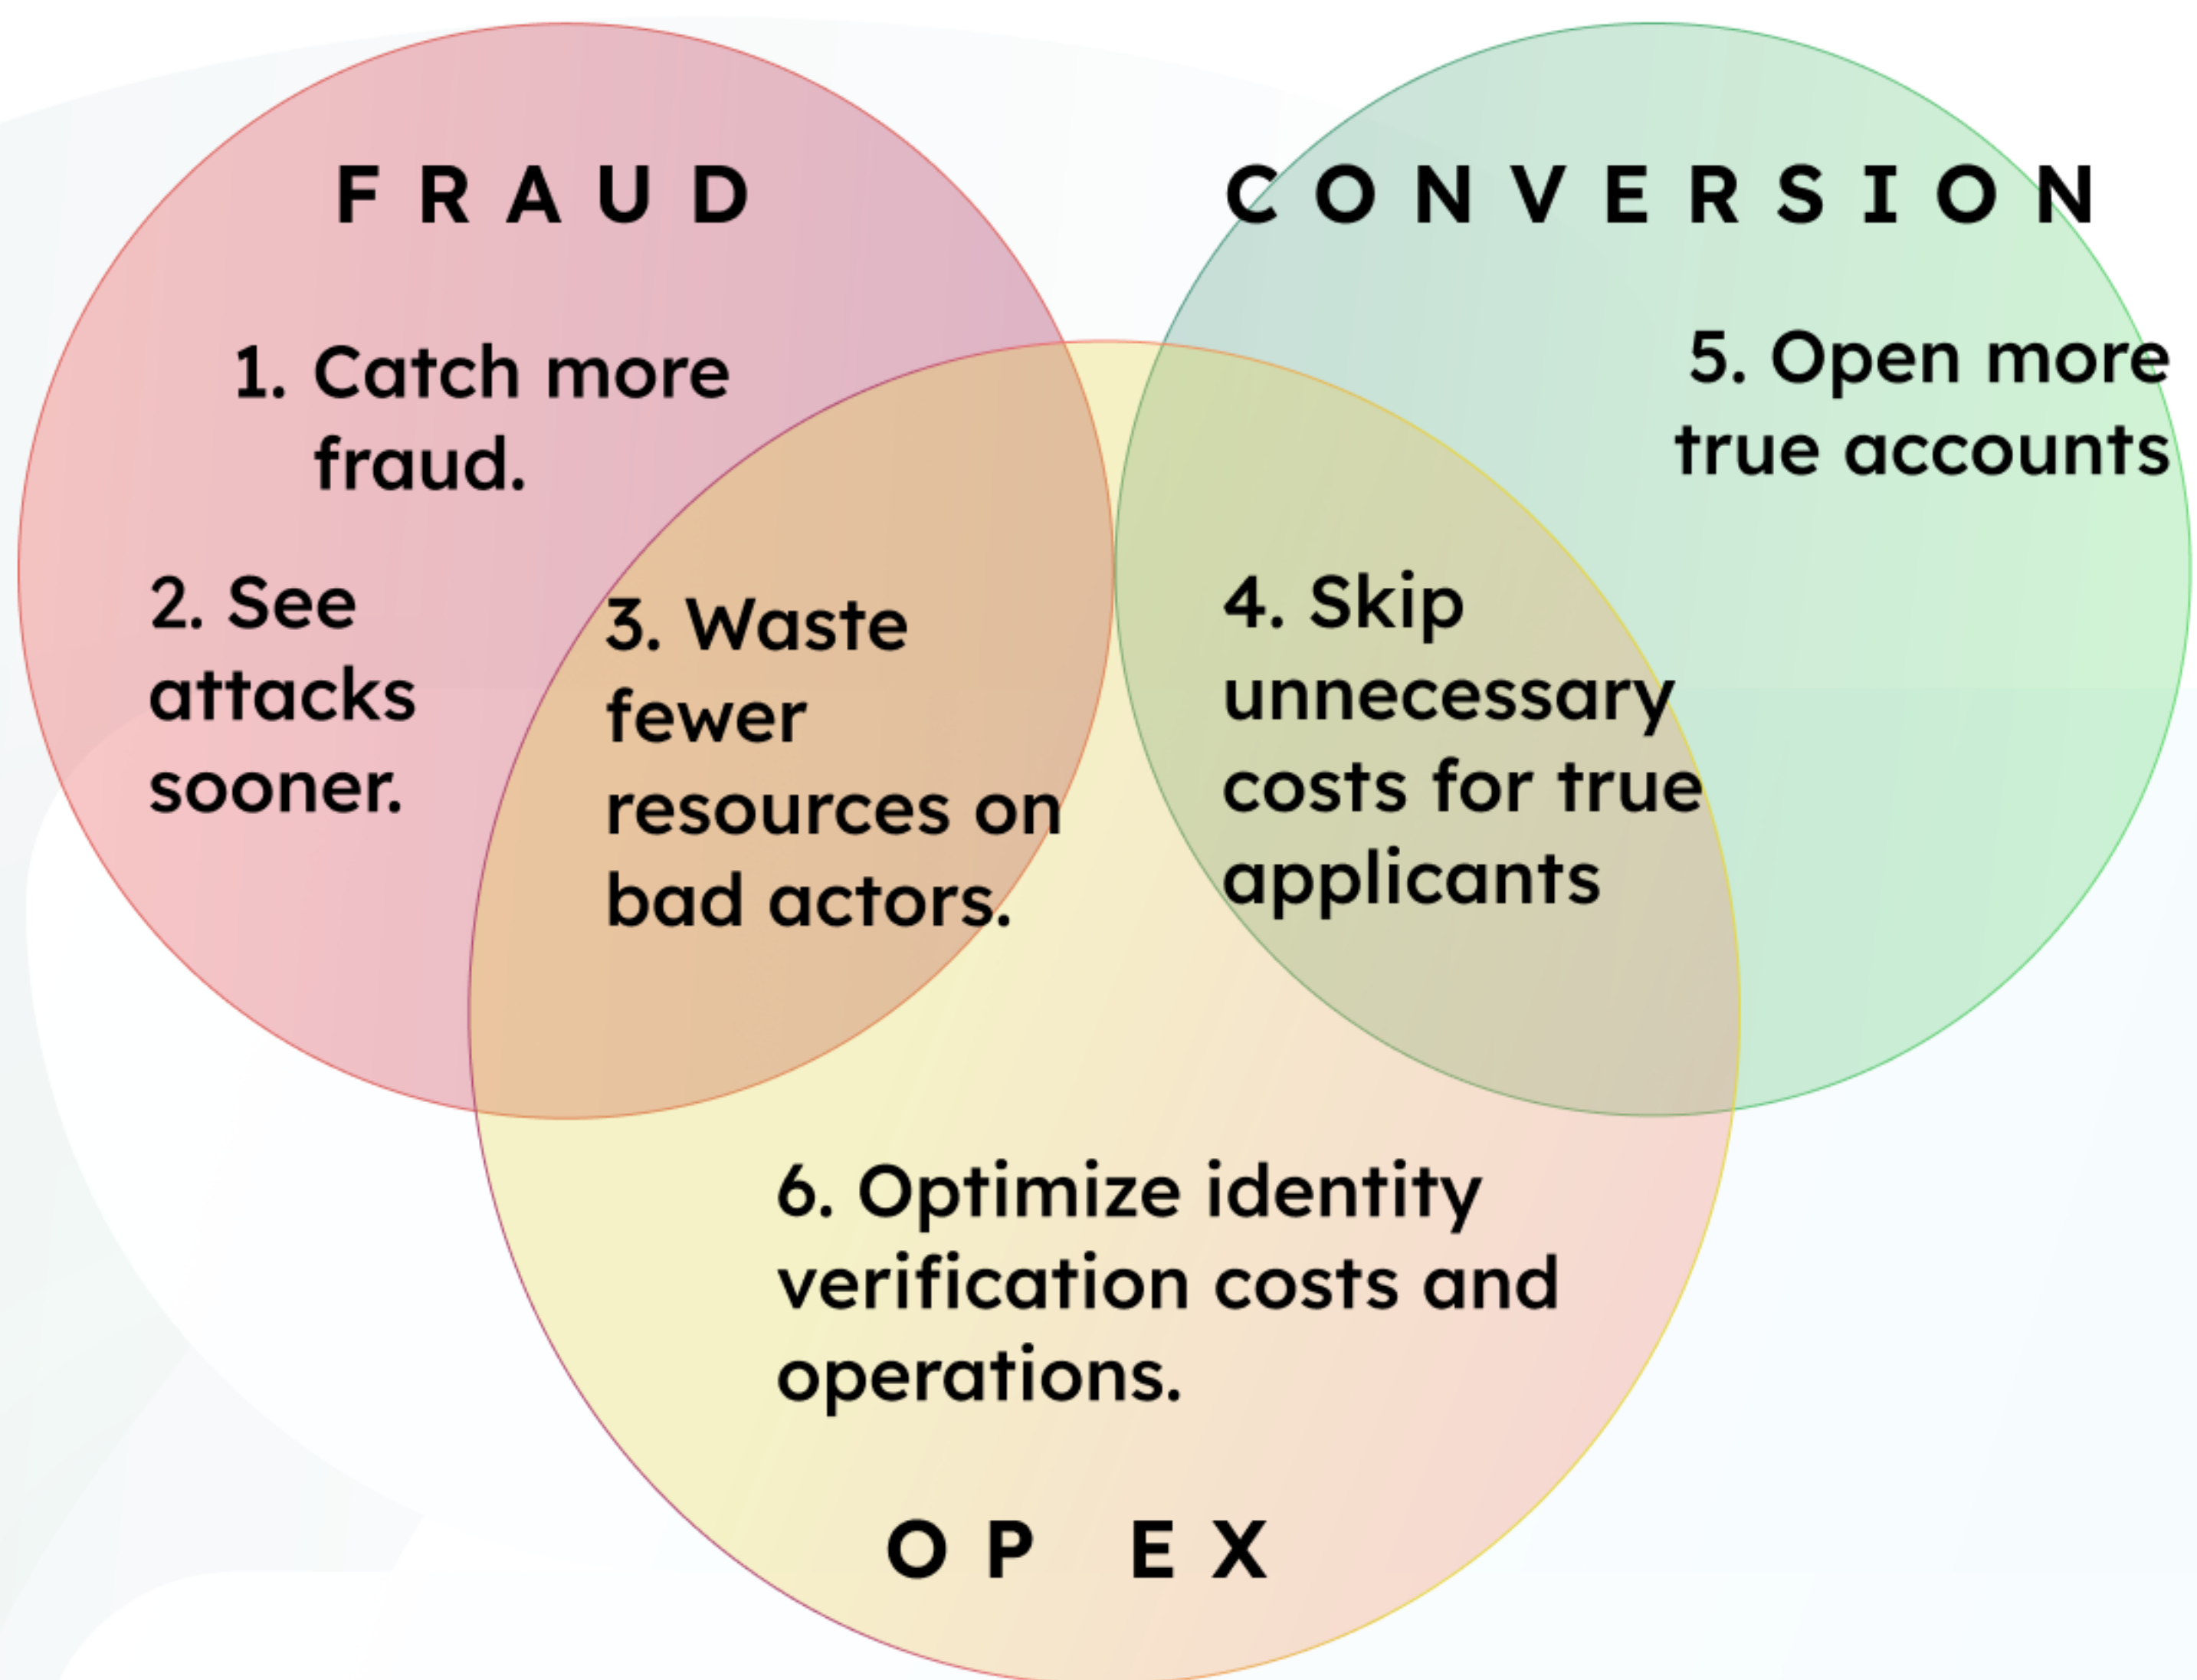 FRAUD
CONVERSION
1. Catch more
fraud.
2. See
attacks
sooner.
3. Waste
fewer
resources on
bad actors.
4. Skip
unnecessary
costs for true
applicants
5. Open more
true accounts
6. Optimize identity
verification costs and
operations.
OP EX